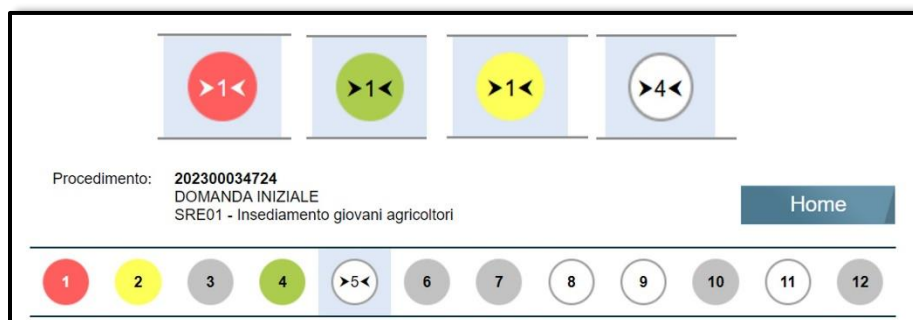 ➤1⮜ ➤1⮜ ➤1⮜ ➤4⮜
Procedimento: 202300034724
DOMANDA INIZIALE
SRE01 - Insediamento giovani agricoltori
Home
1 2 3 4 ➤5⮜ 6 7 8 9 10 11 12